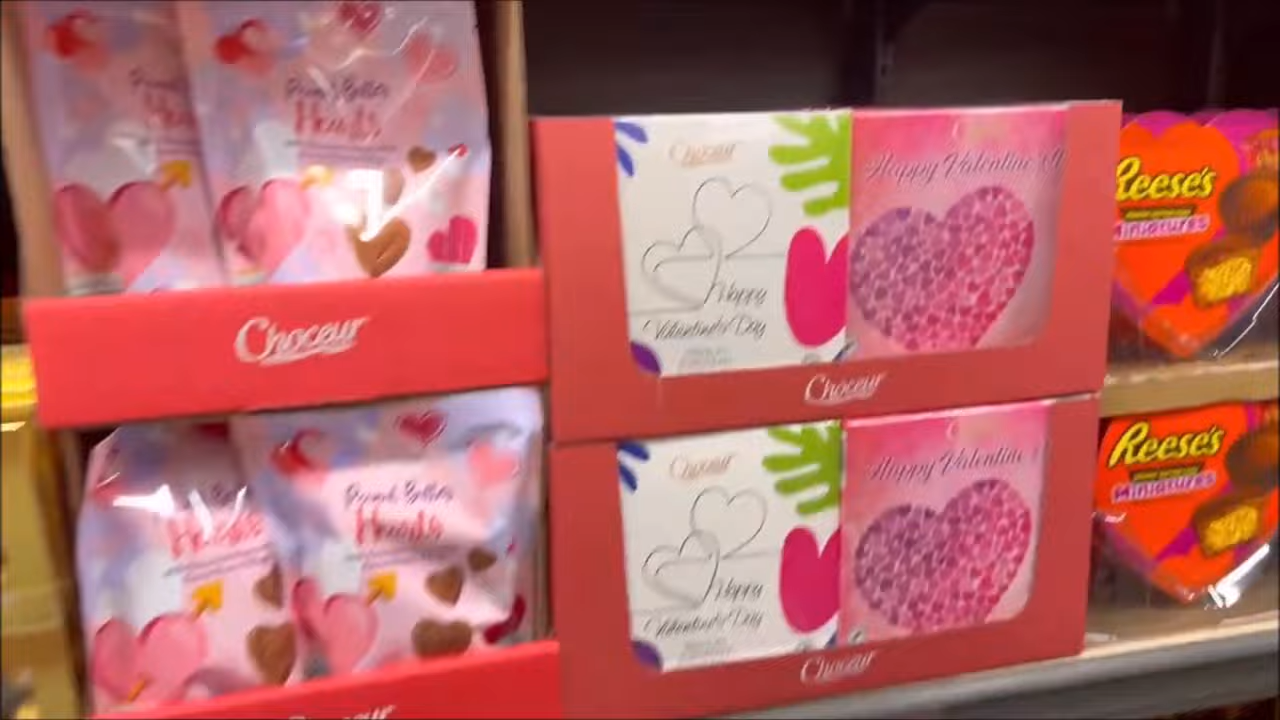 Peanut Butter
Hearts
Choceur
Peanut Butter
Hearts
Choceur
Choceur
Happy
Valentine's Day
Happy Valentine's
Choceur
Choceur
Happy
Valentine's Day
Happy Valentine
Choceur
Reese's
Miniatures
Reese's
Miniatures